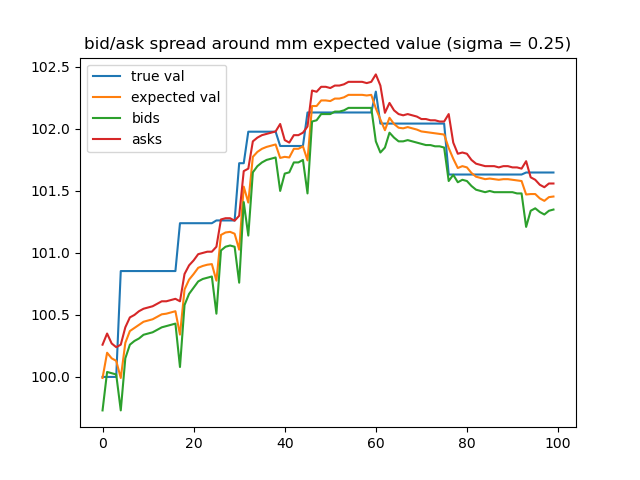 bid/ask spread around mm expected value (sigma = 0.25)
102.5
102.0
101.5
101.0
100.5
100.0
true val
expected val
bids
asks
0 20 40 60 80 100